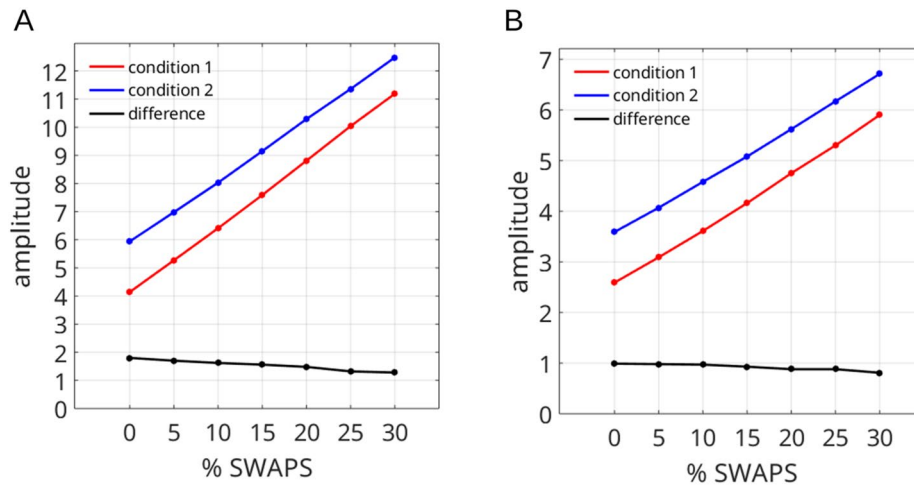 A
condition 1
condition 2
difference
amplitude
12
11
10
9
8
7
6
5
4
3
2
1
0
0 5 10 15 20 25 30
% SWAPS
B
condition 1
condition 2
difference
amplitude
7
6
5
4
3
2
1
0
0 5 10 15 20 25 30
% SWAPS